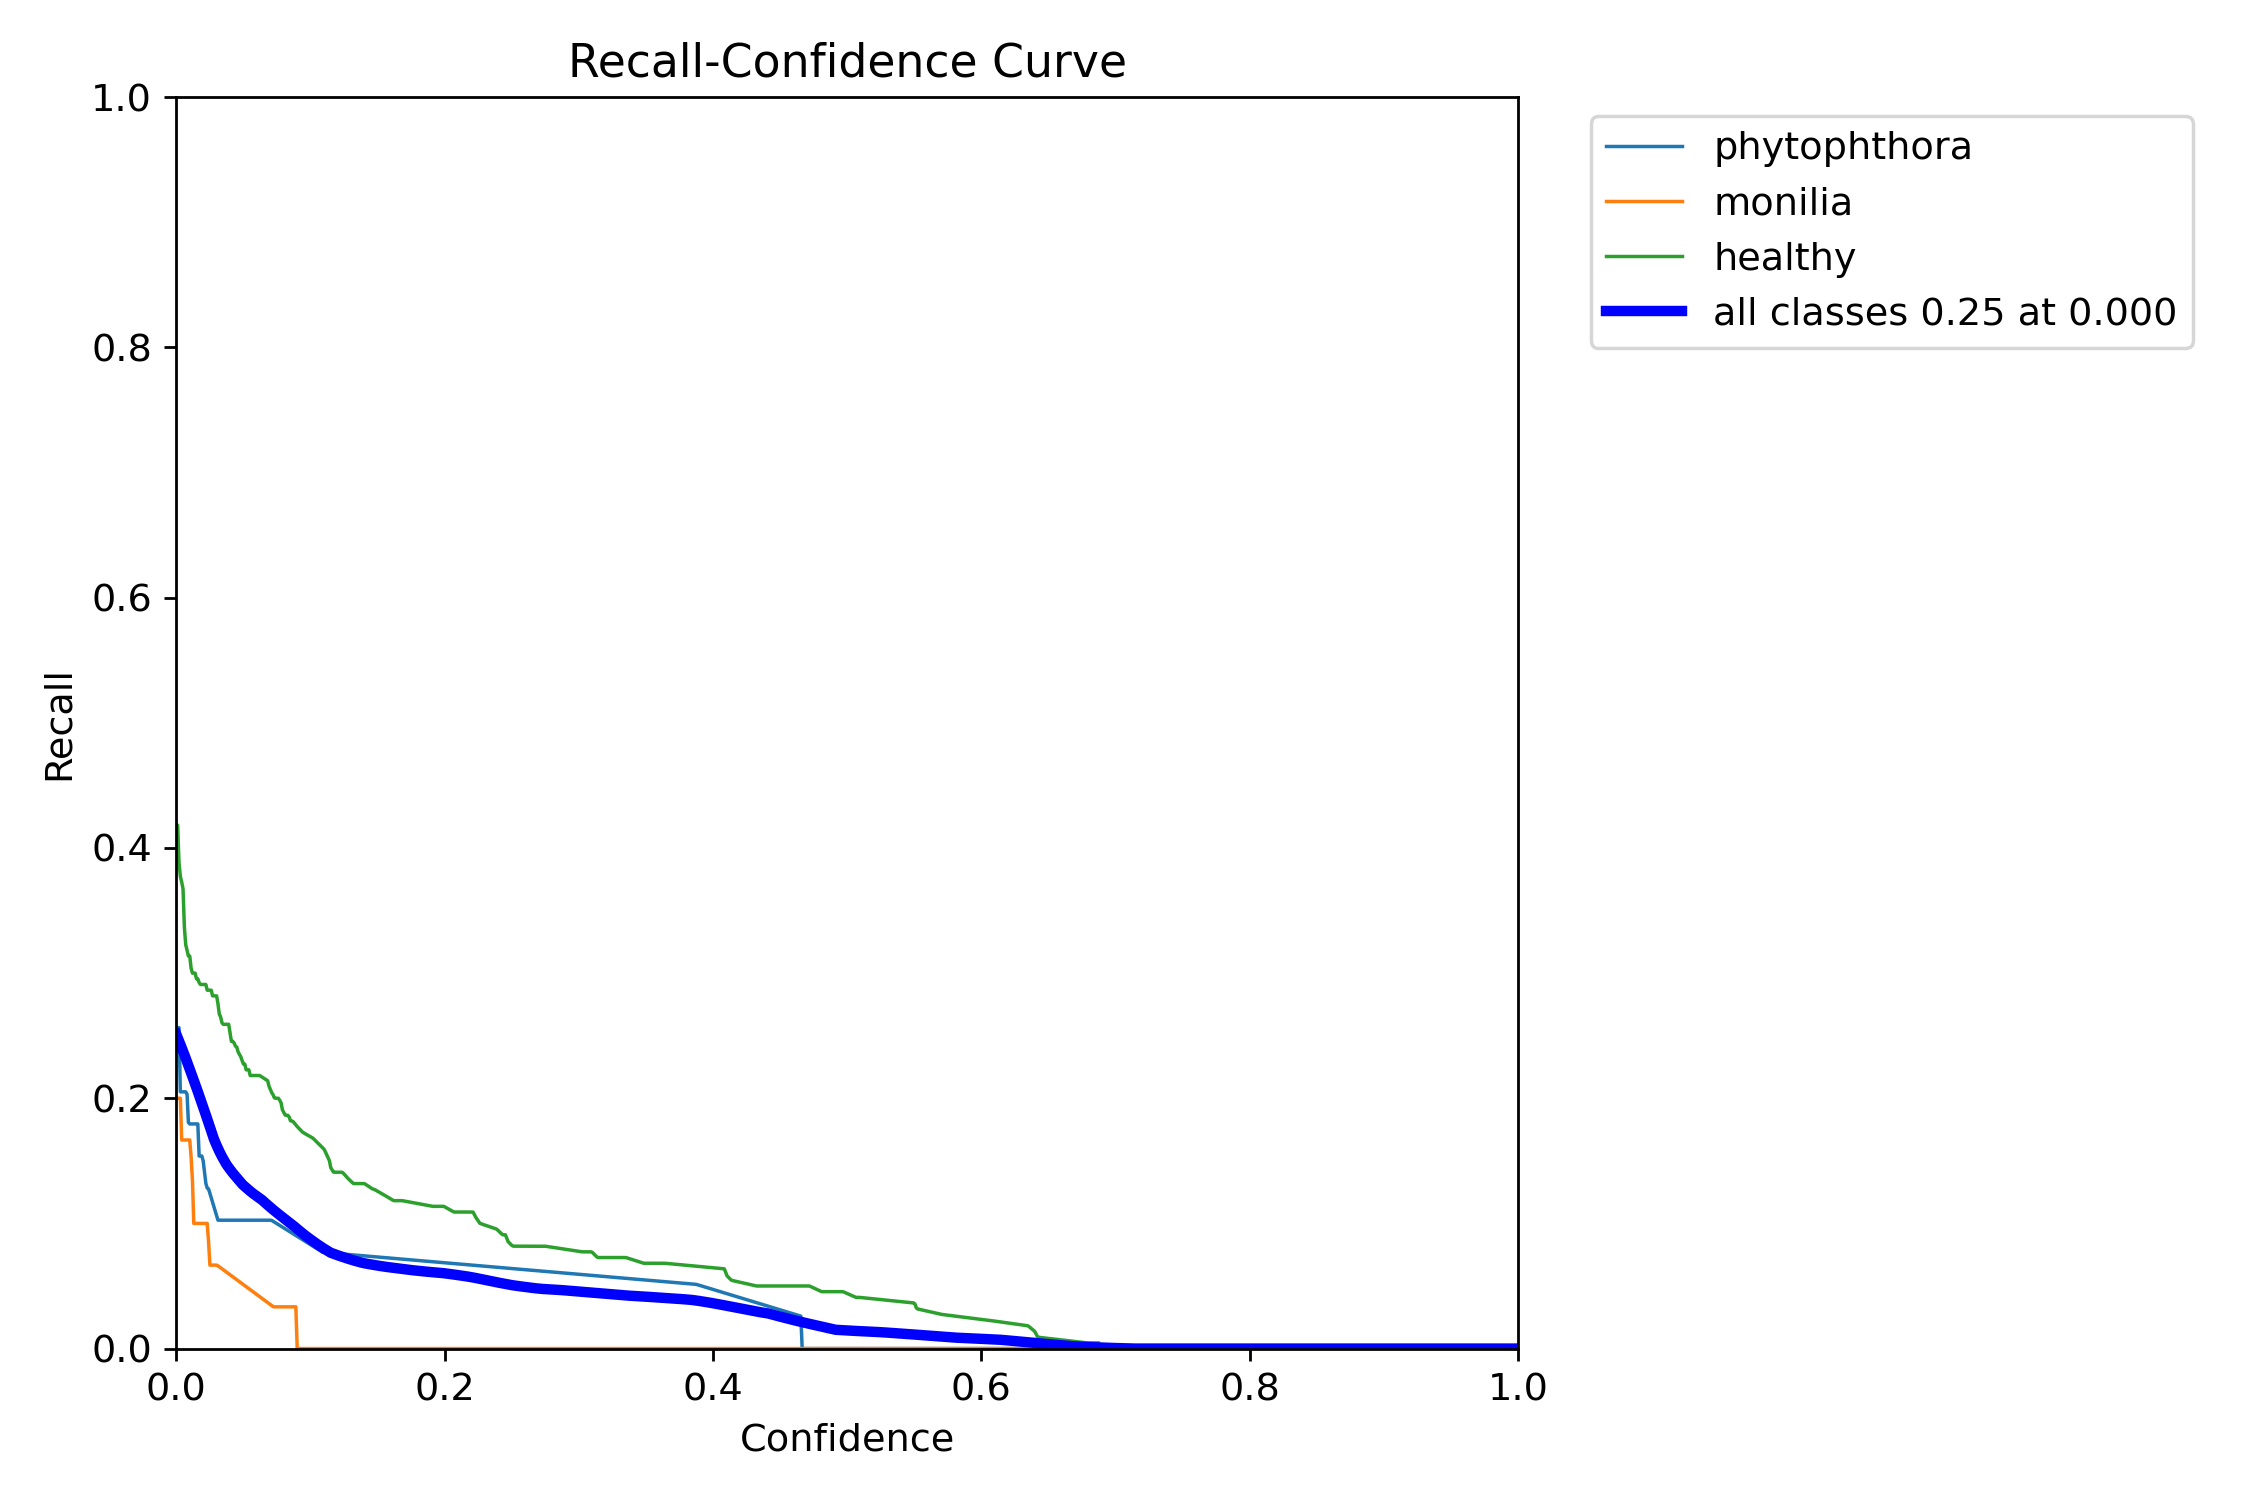 Recall-Confidence Curve
1.0
0.8
0.6
0.4
0.2
0.0
Recall
0.0 0.2 0.4 0.6 0.8 1.0
Confidence
phytophthora
monilia
healthy
all classes 0.25 at 0.000